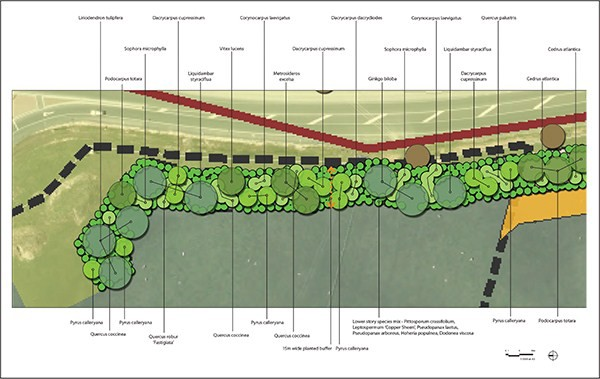 Liriodendron tulipfera
Dacrycarpus cupressinum
Corynocarpus laevigatus
Dacrycarpus dacrydiodes
Corynocarpus laevigatus
Quercus palustris
Sophora microphylla
Vitex lucens
Dacrycarpus cupressinum
Sophora microphylla
Liquidambar styraciflua
Cedrus atlantica
Podocarpus totara
Liquidambar
styraciflua
Metrosideros
excelsa
Ginkgo biloba
Dacrycarpus
cupressinum
Cedrus atlantica
Pyrus calleryana
Pyrus calleryana
Pyrus calleryana
Lower story species mix - Pittosporum crassifolium,
Leptospermum 'Copper Sheen', Pseudopanax laetus,
Pseudopanax arboreus, Hoheria populnea, Dodonea viscosa
Pyrus calleryana
Podocarpus totara
Quercus coccinea
Quercus robur
'Fastigiata'
Quercus coccinea
Quercus coccinea
15m wide planted buffer
Pyrus calleryana